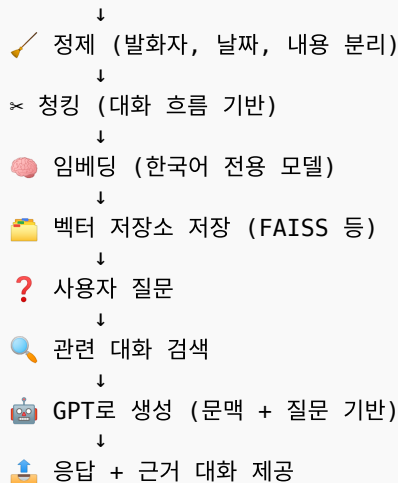 ↓
🧹 정제 (발화자, 날짜, 내용 분리)
↓
✂ 청킹 (대화 흐름 기반)
↓
🧠 임베딩 (한국어 전용 모델)
↓
🗂️ 벡터 저장소 저장 (FAISS 등)
↓
❓ 사용자 질문
↓
🔍 관련 대화 검색
↓
🤖 GPT로 생성 (문맥 + 질문 기반)
↓
📤 응답 + 근거 대화 제공